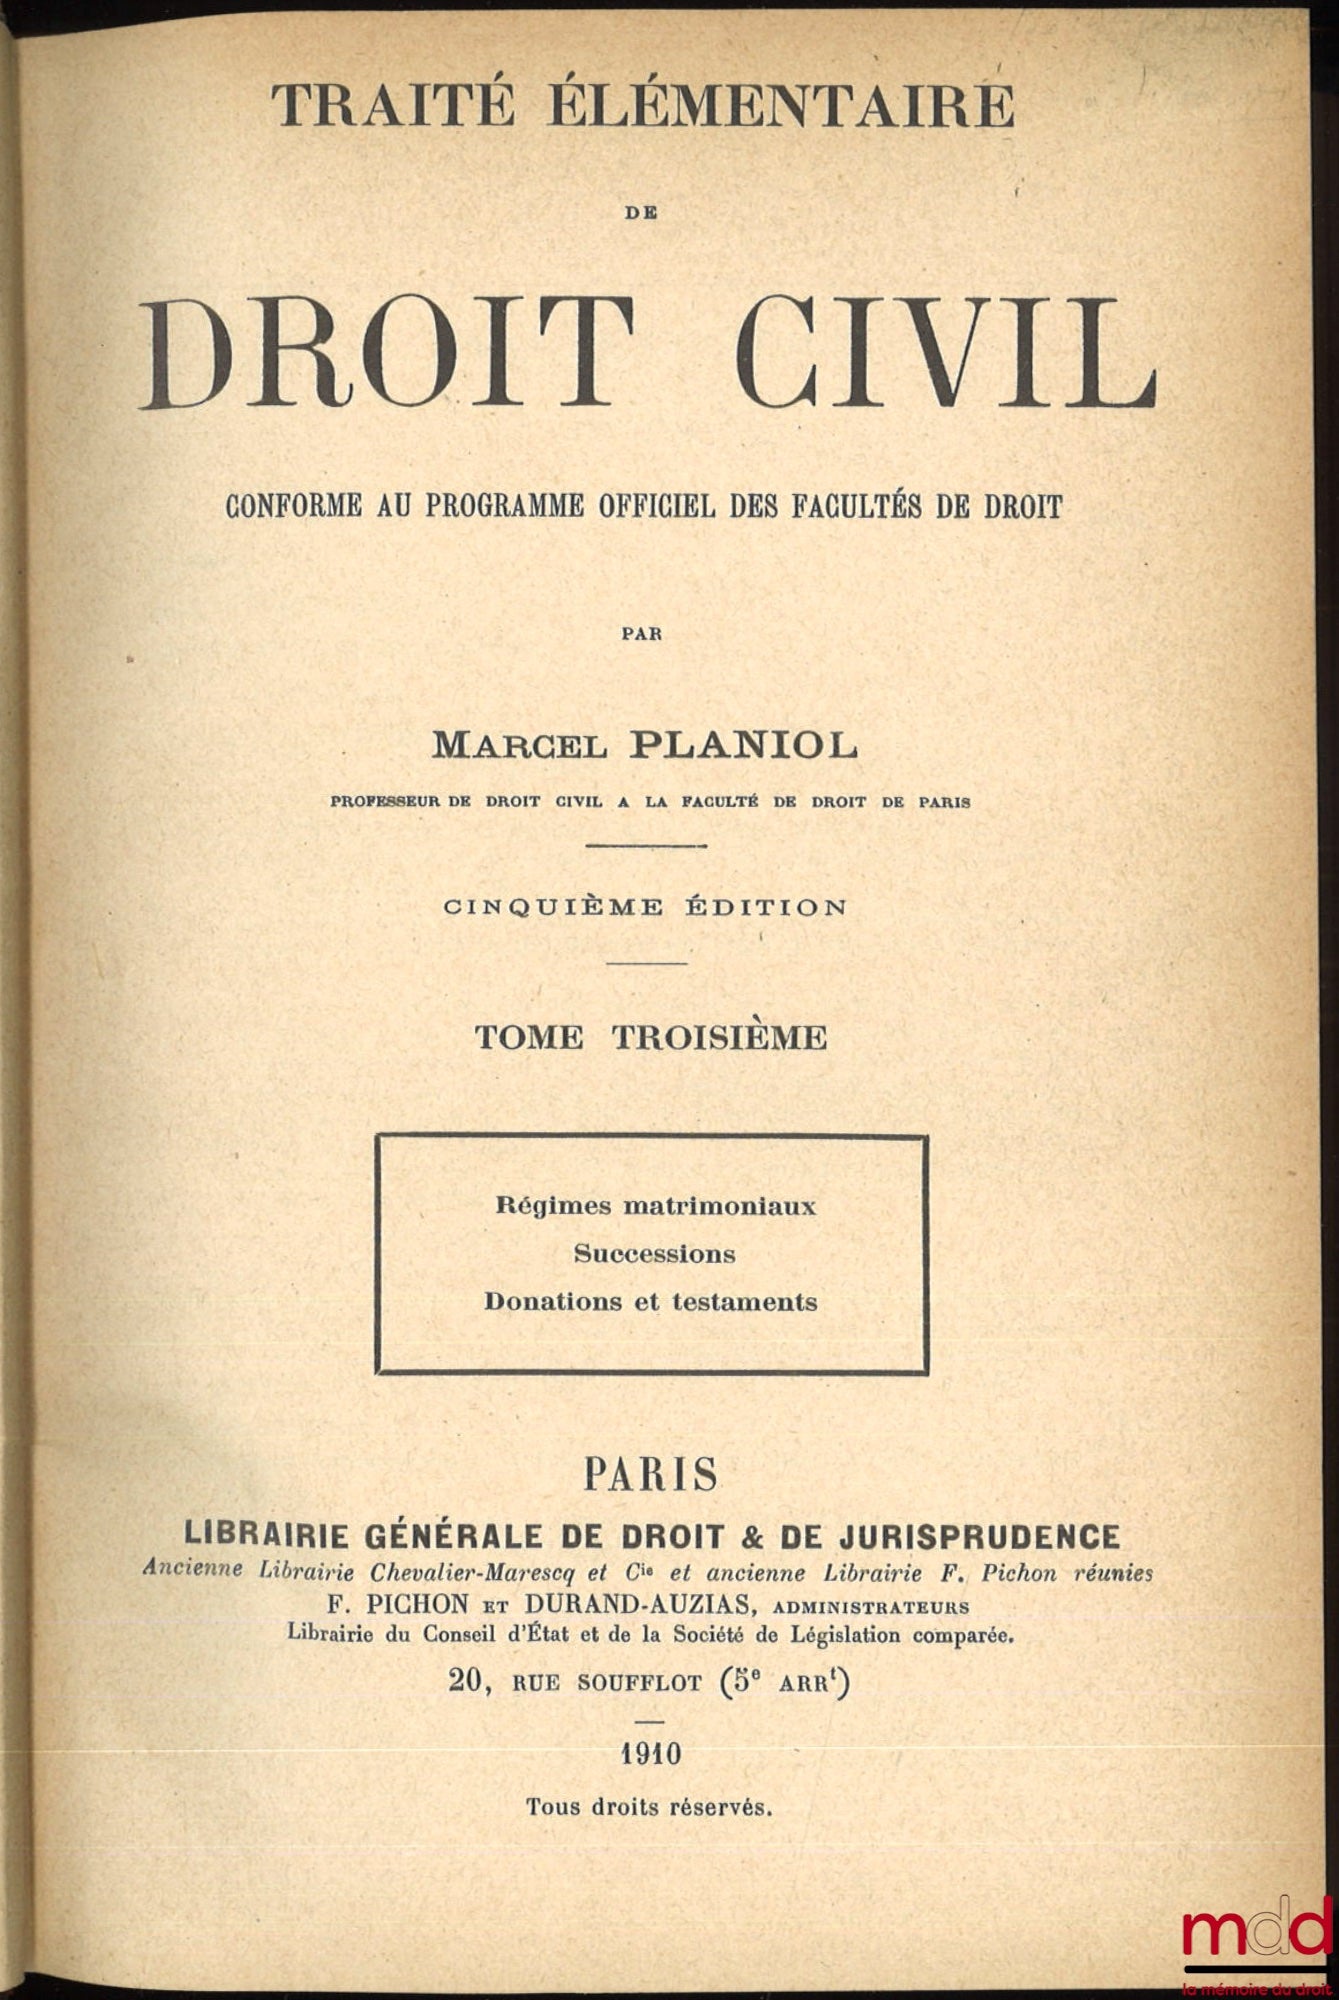 TRAITÉ ÉLÉMENTAIRE
DE
DROIT CIVIL
CONFORME AU PROGRAMME OFFICIEL DES FACULTÉS DE DROIT
PAR
MARCEL PLANIOL
PROFESSEUR DE DROIT CIVIL A LA FACULTÉ DE DROIT DE PARIS
CINQUIÈME ÉDITION
TOME TROISIÈME
Régimes matrimoniaux
Successions
Donations et testaments
PARIS
LIBRAIRIE GÉNÉRALE DE DROIT & DE JURISPRUDENCE
Ancienne Librairie Chevalier-Marescq et Cie et ancienne Librairie F. Pichon réunies
F. PICHON ET DURAND-AUZIAS, ADMINISTRATEURS
Librairie du Conseil d'État et de la Société de Législation comparée.
20, RUE SOUFFLOT (5e ARRt)
1910
Tous droits réservés.
mdd
la mémoire du droit